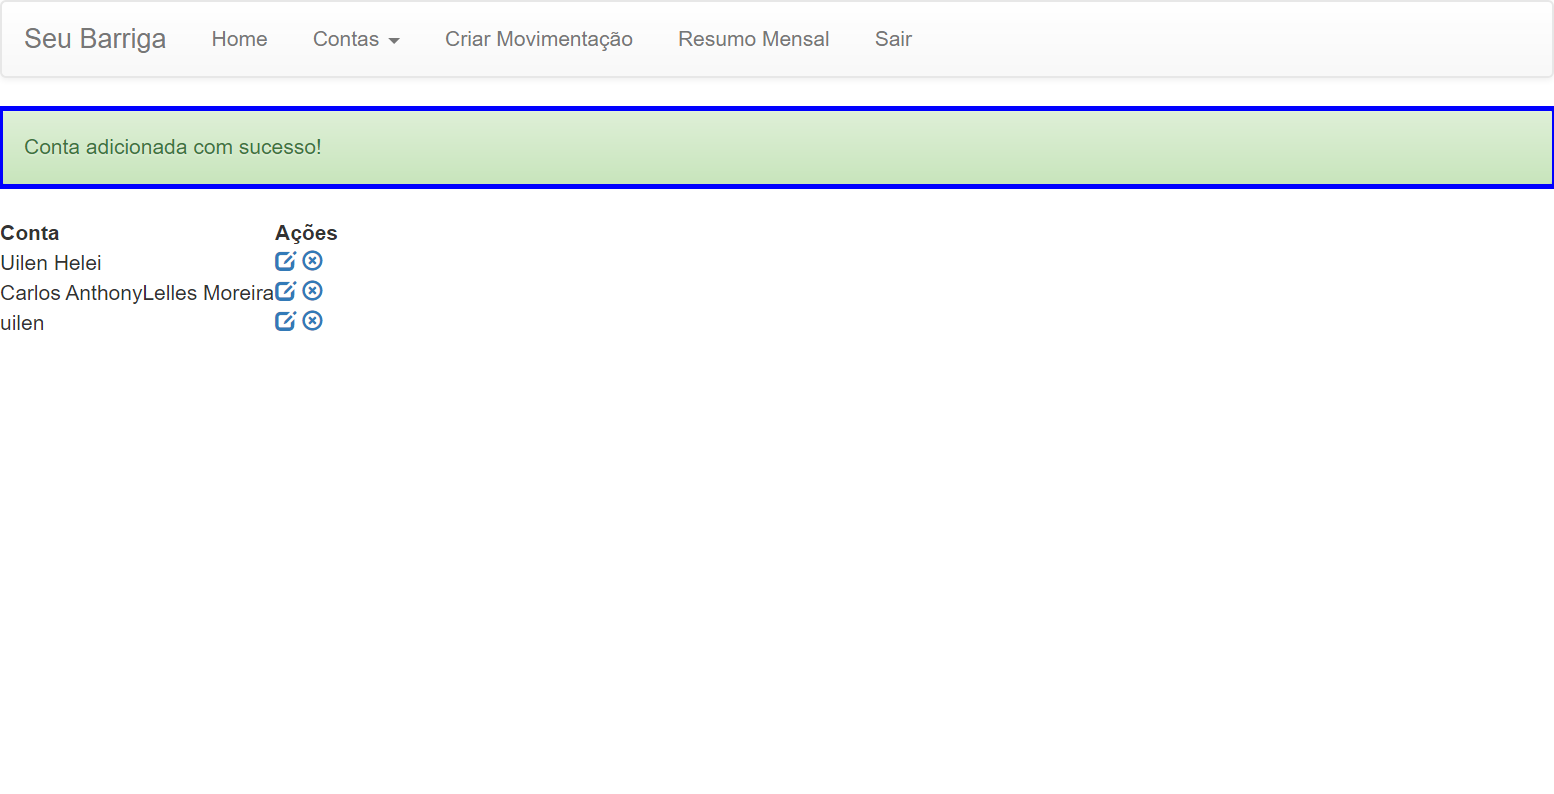 Seu Barriga Home Contas Criar Movimentação Resumo Mensal Sair
Conta adicionada com sucesso!
Conta Ações
Uilen Helei
Carlos AnthonyLelles Moreira
uilen